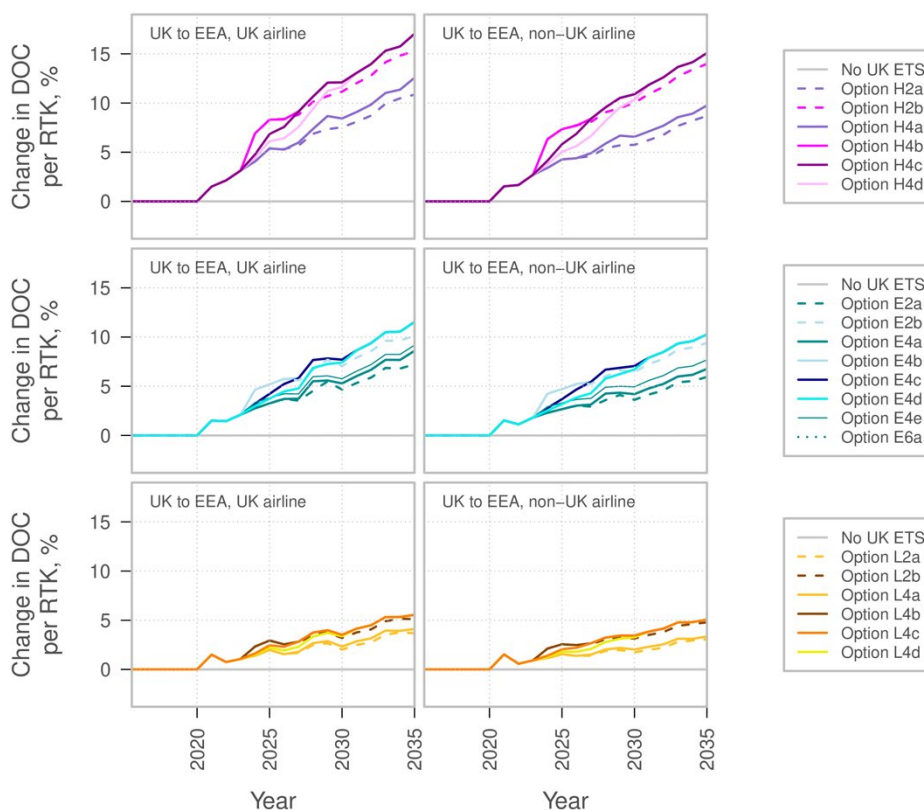 UK to EEA, UK airline
UK to EEA, non−UK airline
Change in DOC
per RTK, %
15
10
5
0
No UK ETS
Option H2a
Option H2b
Option H4a
Option H4b
Option H4c
Option H4d
UK to EEA, UK airline
UK to EEA, non−UK airline
Change in DOC
per RTK, %
15
10
5
0
No UK ETS
Option E2a
Option E2b
Option E4a
Option E4b
Option E4c
Option E4d
Option E4e
Option E6a
UK to EEA, UK airline
UK to EEA, non−UK airline
Change in DOC
per RTK, %
15
10
5
0
No UK ETS
Option L2a
Option L2b
Option L4a
Option L4b
Option L4c
Option L4d
2020
2025
2030
2035
2020
2025
2030
2035
Year
Year